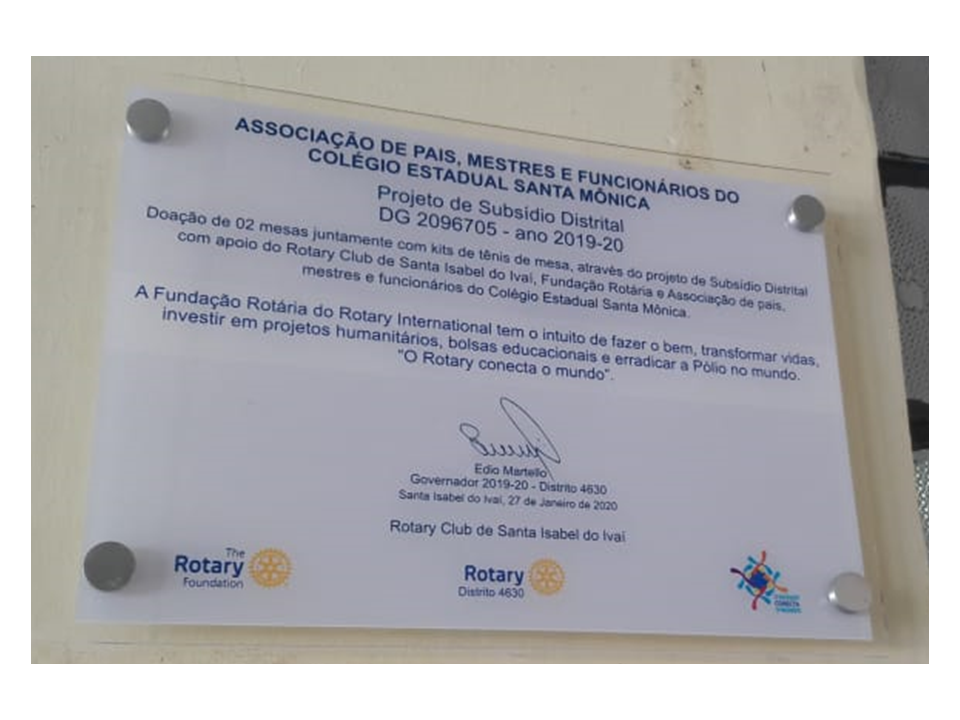 ASSOCIAÇÃO DE PAIS, MESTRES E FUNCIONÁRIOS DO
COLÉGIO ESTADUAL SANTA MÔNICA
Projeto de Subsídio Distrital
DG 2096705 - ano 2019-20
Doação de 02 mesas juntamente com kits de tênis de mesa, através do projeto de Subsídio Distrital
com apoio do Rotary Club de Santa Isabel do Ivaí, Fundação Rotária e Associação de pais,
mestres e funcionários do Colégio Estadual Santa Mônica.
A Fundação Rotária do Rotary International tem o intuito de fazer o bem, transformar vidas,
investir em projetos humanitários, bolsas educacionais e erradicar a Pólio no mundo.
"O Rotary conecta o mundo".
Edio Martello
Governador 2019-20 - Distrito 4630
Santa Isabel do Ivaí, 27 de Janeiro de 2020
Rotary Club de Santa Isabel do Ivaí
The
Rotary
Foundation
Rotary
Distrito 4630
CONECTA